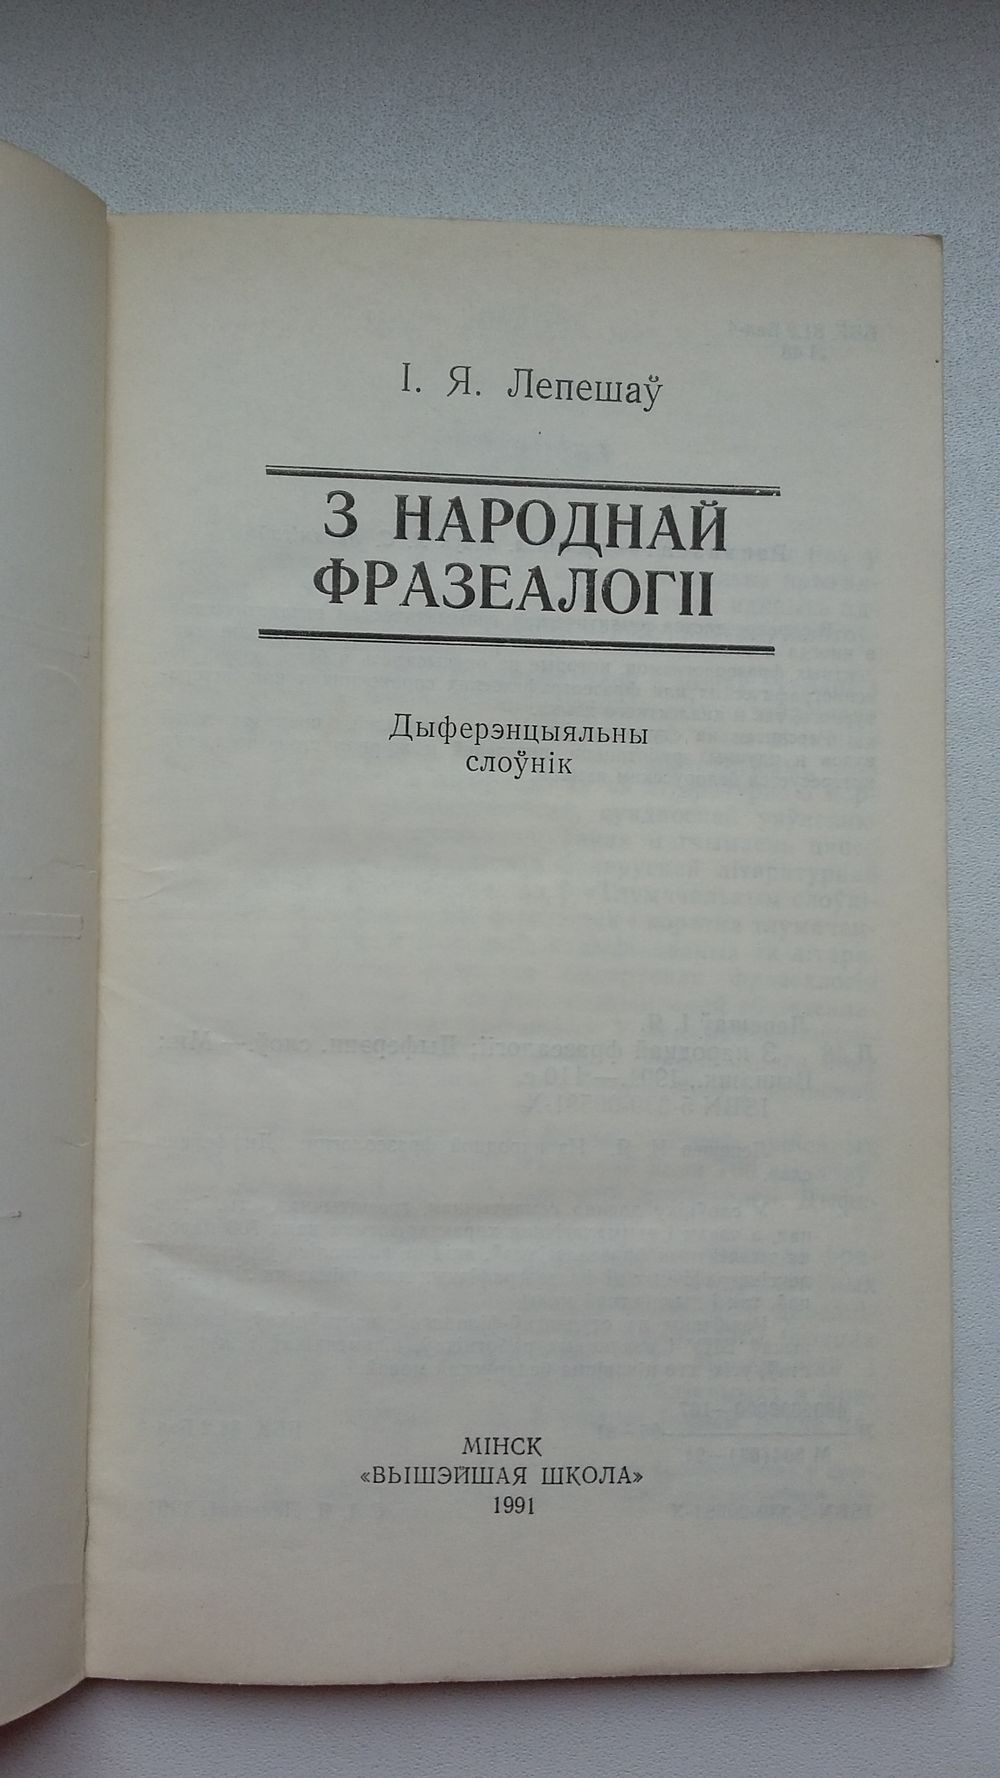 І. Я. Лепешаў
З НАРОДНАЙ
ФРАЗЕАЛОГІІ
Дыферэнцыяльны
слоўнік
МІНСК
«ВЫШЭЙШАЯ ШКОЛА»
1991